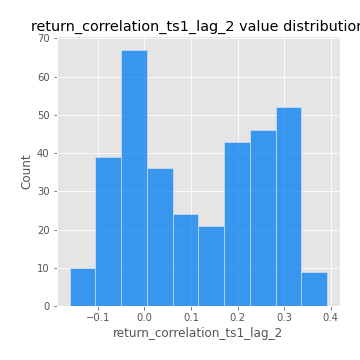 return_correlation_ts1_lag_2 value distribution
70
60
50
40
30
20
10
0
Count
−0.1 0.0 0.1 0.2 0.3 0.4
return_correlation_ts1_lag_2